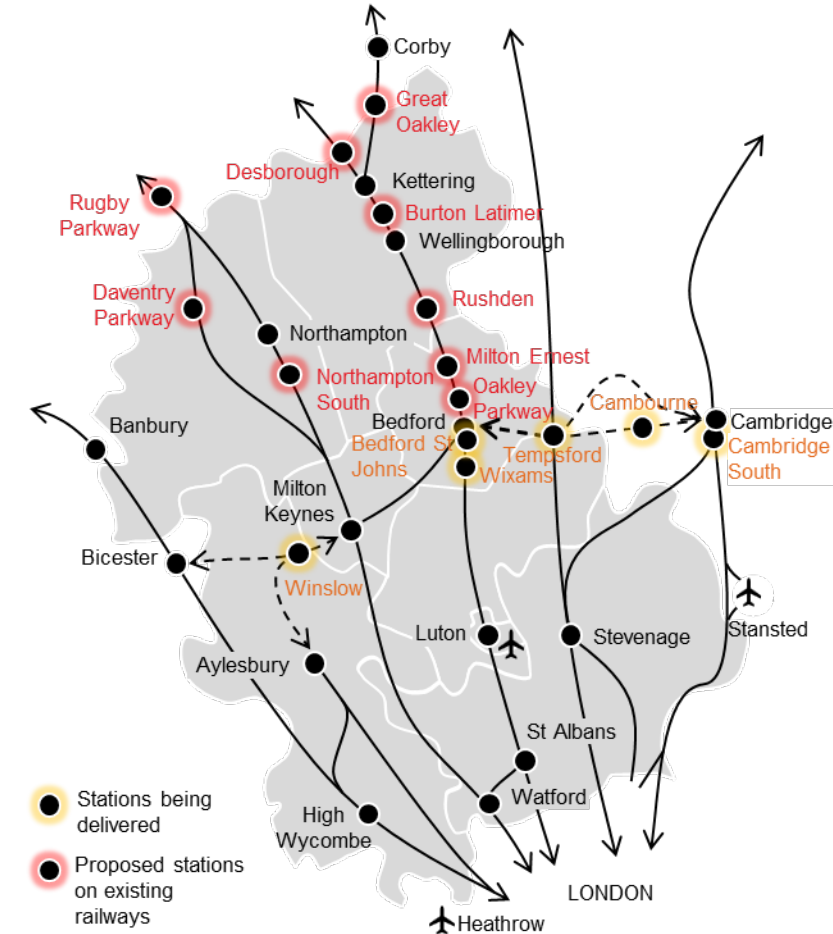 Corby
Great
Oakley
Desborough
Kettering
Rugby
Parkway
Burton Latimer
Wellingborough
Daventry
Parkway
Rushden
Northampton
Milton Ernest
Northampton
South
Oakley
Parkway
Cambourne
Banbury
Bedford
Cambridge
Bedford St
Johns
Tempsford
Cambridge
South
Wixams
Milton
Keynes
Bicester
Winslow
Luton
Stevenage
Stansted
Aylesbury
St Albans
Watford
High
Wycombe
Stations being
delivered
Proposed stations
on existing
railways
LONDON
Heathrow